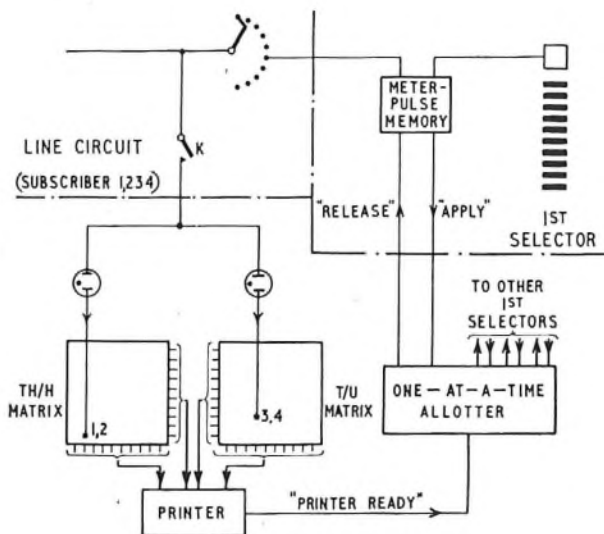 METER-
PULSE
MEMORY
LINE CIRCUIT
K
(SUBSCRIBER 1,234)
"RELEASE"
"APPLY"
1ST
SELECTOR
TO OTHER
1ST
SELECTORS
TH/H
MATRIX
1,2
3,4
T/U
MATRIX
ONE—AT—A—TIME
ALLOTTER
PRINTER
"PRINTER READY"